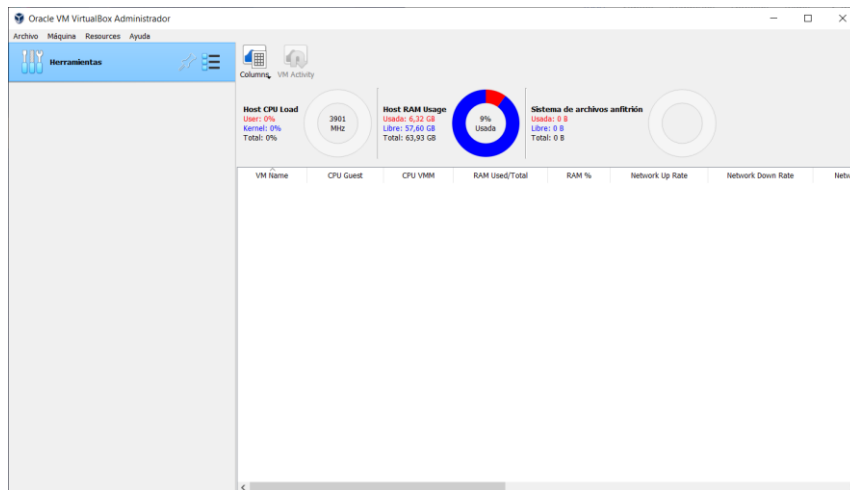 Oracle VM VirtualBox Administrador
Archivo Máquina Resources Ayuda
Herramientas
Columns VM Activity
Host CPU Load
User: 0%
Kernel: 0%
Total: 0%
3901
MHz
Host RAM Usage
Usada: 6,32 GB
Libre: 57,60 GB
Total: 63,93 GB
9%
Usada
Sistema de archivos anfitrión
Usada: 0 B
Libre: 0 B
Total: 0 B
VM Name CPU Guest CPU VMM RAM Used/Total RAM % Network Up Rate Network Down Rate Netw